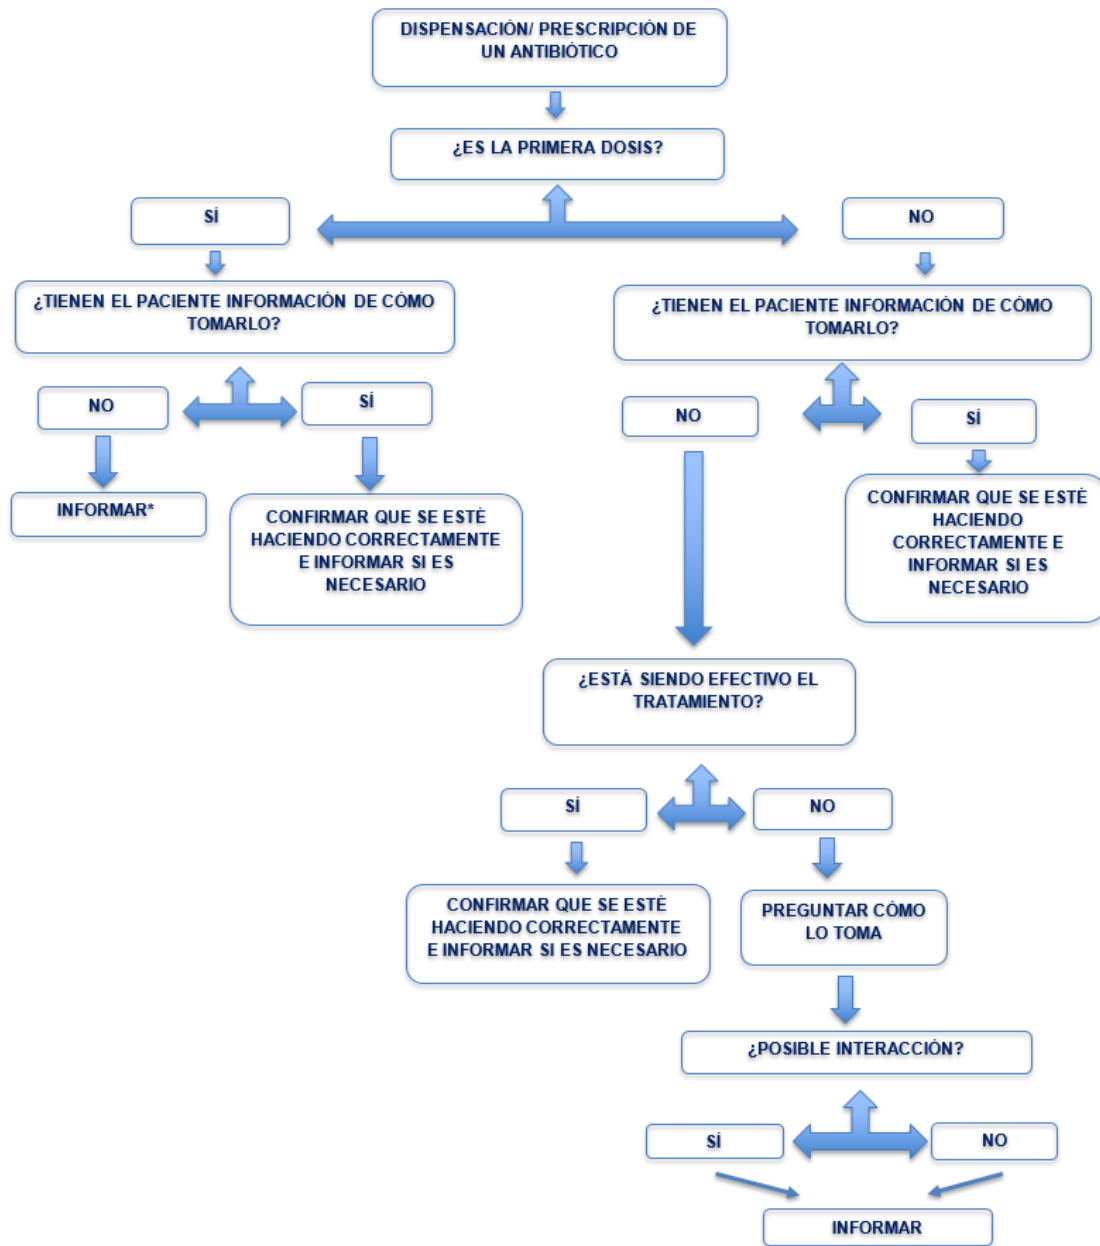 DISPENSACIÓN/ PRESCRIPCIÓN DE
UN ANTIBIÓTICO
¿ES LA PRIMERA DOSIS?
SÍ
NO
¿TIENEN EL PACIENTE INFORMACIÓN DE CÓMO
TOMARLO?
¿TIENEN EL PACIENTE INFORMACIÓN DE CÓMO
TOMARLO?
NO
SÍ
NO
SÍ
INFORMAR*
CONFIRMAR QUE SE ESTÉ
HACIENDO CORRECTAMENTE
E INFORMAR SI ES
NECESARIO
CONFIRMAR QUE SE ESTÉ
HACIENDO
CORRECTAMENTE E
INFORMAR SI ES
NECESARIO
¿ESTÁ SIENDO EFECTIVO EL
TRATAMIENTO?
SÍ
NO
CONFIRMAR QUE SE ESTÉ
HACIENDO CORRECTAMENTE
E INFORMAR SI ES NECESARIO
PREGUNTAR CÓMO
LO TOMA
¿POSIBLE INTERACCIÓN?
SÍ
NO
INFORMAR